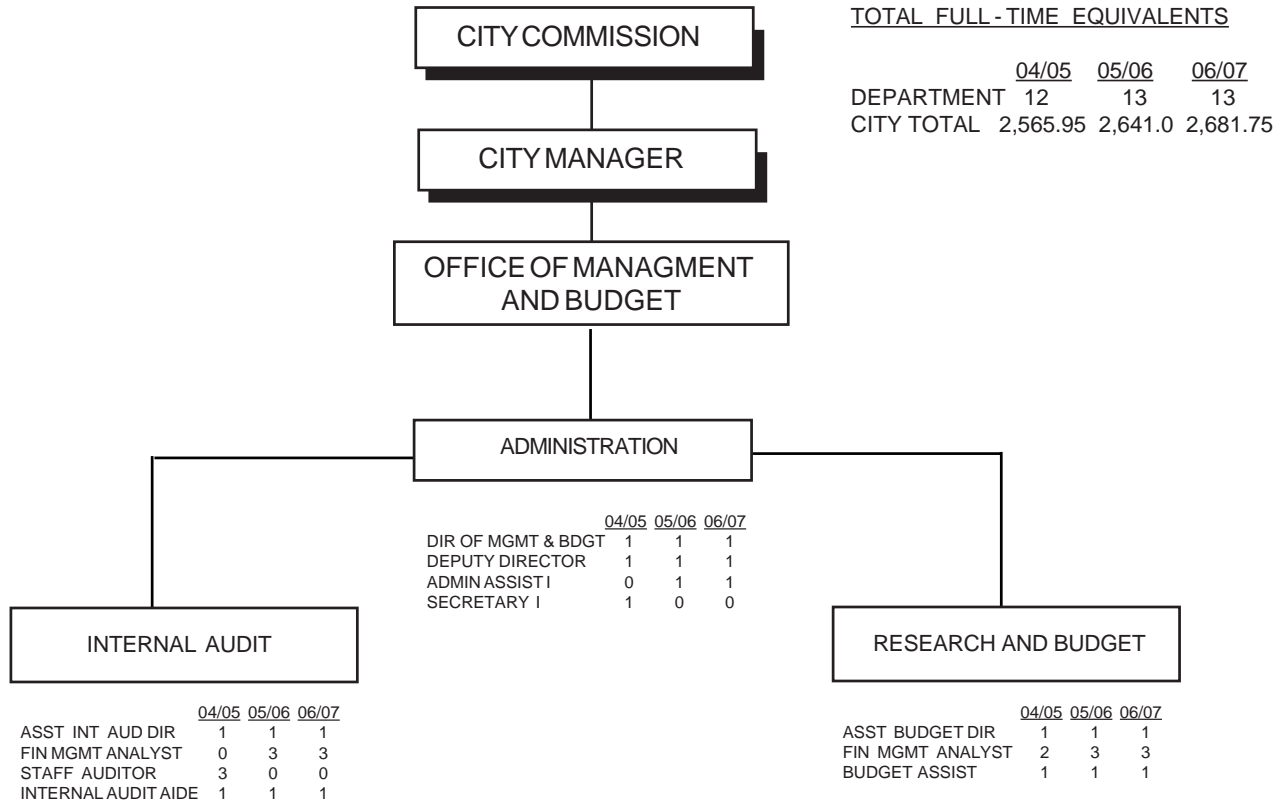 CITY COMMISSION
TOTAL FULL - TIME EQUIVALENTS
04/05 05/06 06/07
DEPARTMENT 12 13 13
CITY TOTAL 2,565.95 2,641.0 2,681.75
CITY MANAGER
OFFICE OF MANAGMENT
AND BUDGET
ADMINISTRATION
04/05 05/06 06/07
DIR OF MGMT & BDGT 1 1 1
DEPUTY DIRECTOR 1 1 1
ADMIN ASSIST I 0 1 1
SECRETARY I 1 0 0
INTERNAL AUDIT
04/05 05/06 06/07
ASST INT AUD DIR 1 1 1
FIN MGMT ANALYST 0 3 3
STAFF AUDITOR 3 0 0
INTERNAL AUDIT AIDE 1 1 1
RESEARCH AND BUDGET
04/05 05/06 06/07
ASST BUDGET DIR 1 1 1
FIN MGMT ANALYST 2 3 3
BUDGET ASSIST 1 1 1